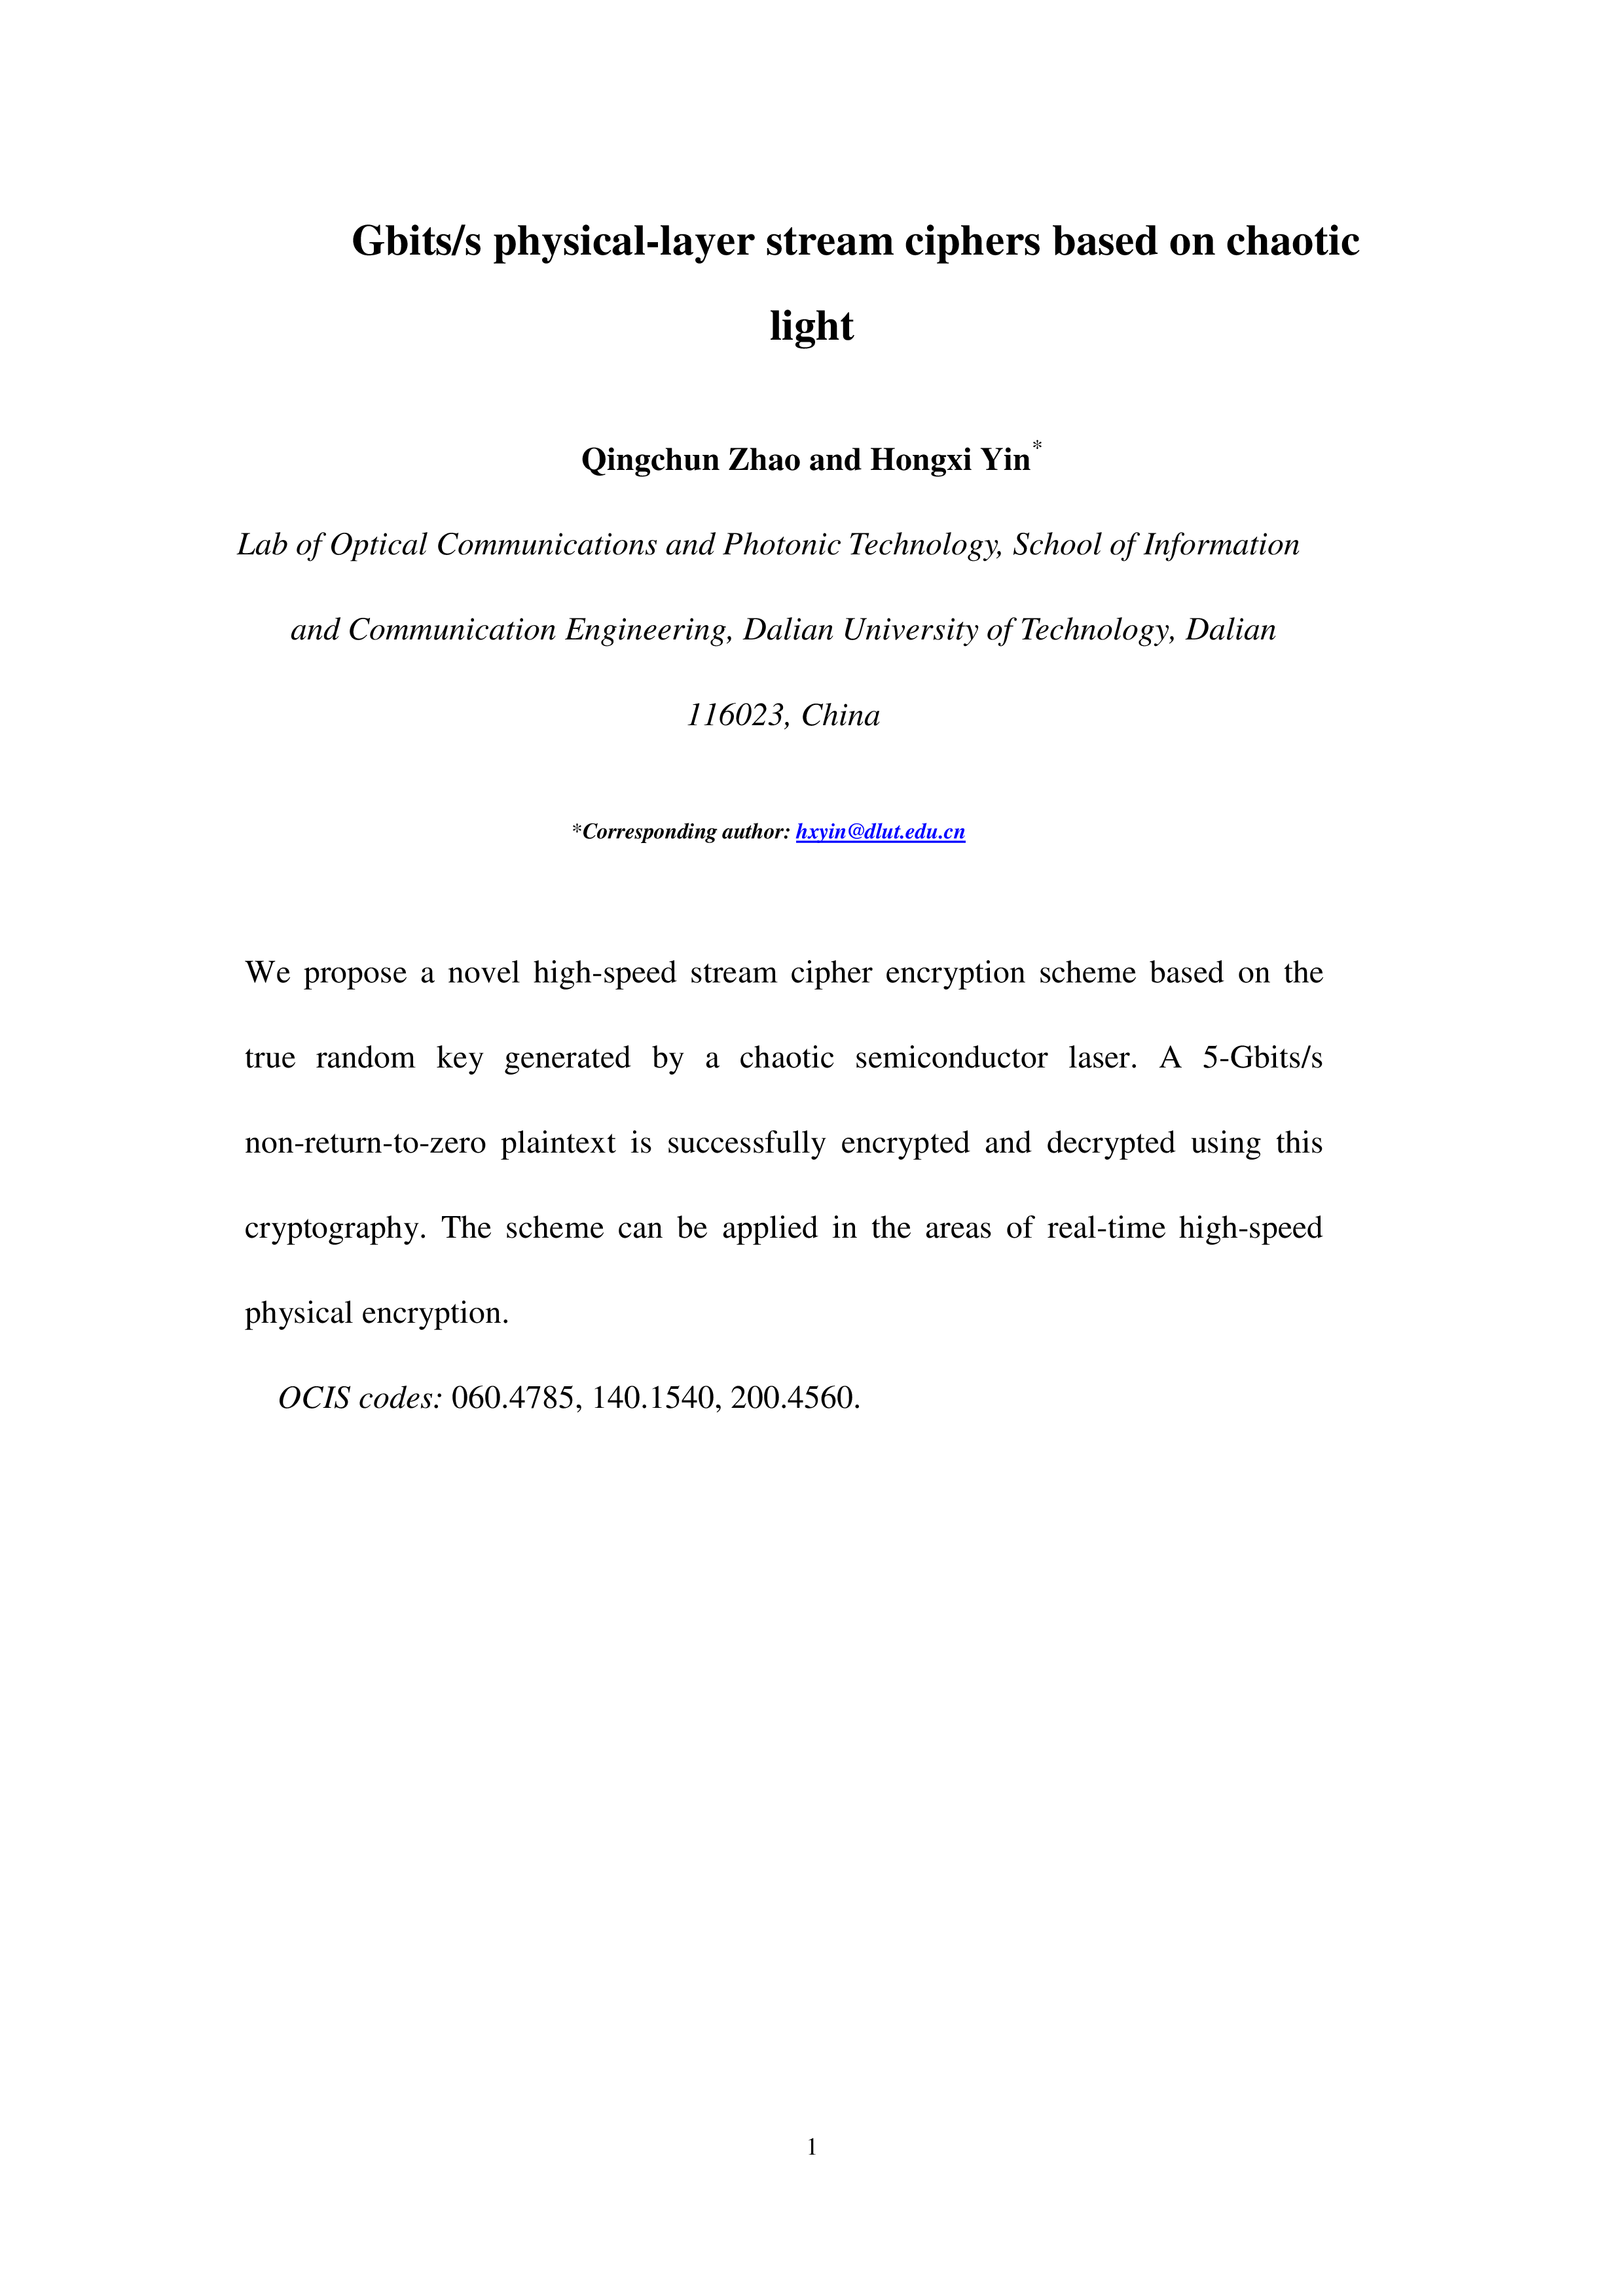 Gbits/s physical-layer stream ciphers based on chaotic
light
Qingchun Zhao and Hongxi Yin*
Lab of Optical Communications and Photonic Technology, School of Information
and Communication Engineering, Dalian University of Technology, Dalian
116023, China
*Corresponding author: hxyin@dlut.edu.cn
We propose a novel high-speed stream cipher encryption scheme based on the
true random key generated by a chaotic semiconductor laser. A 5-Gbits/s
non-return-to-zero plaintext is successfully encrypted and decrypted using this
cryptography. The scheme can be applied in the areas of real-time high-speed
physical encryption.
OCIS codes: 060.4785, 140.1540, 200.4560.
1